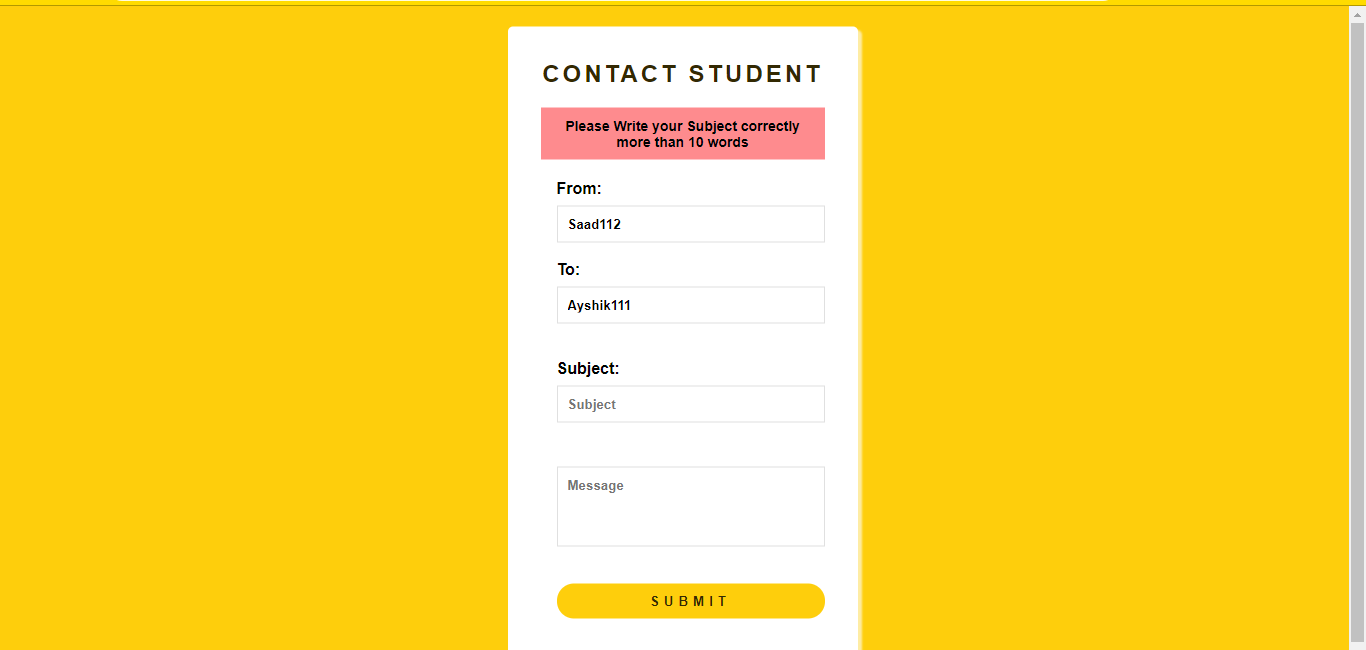 CONTACT STUDENT
Please Write your Subject correctly
more than 10 words
From:
Saad112
To:
Ayshik111
Subject:
Subject
Message
SUBMIT